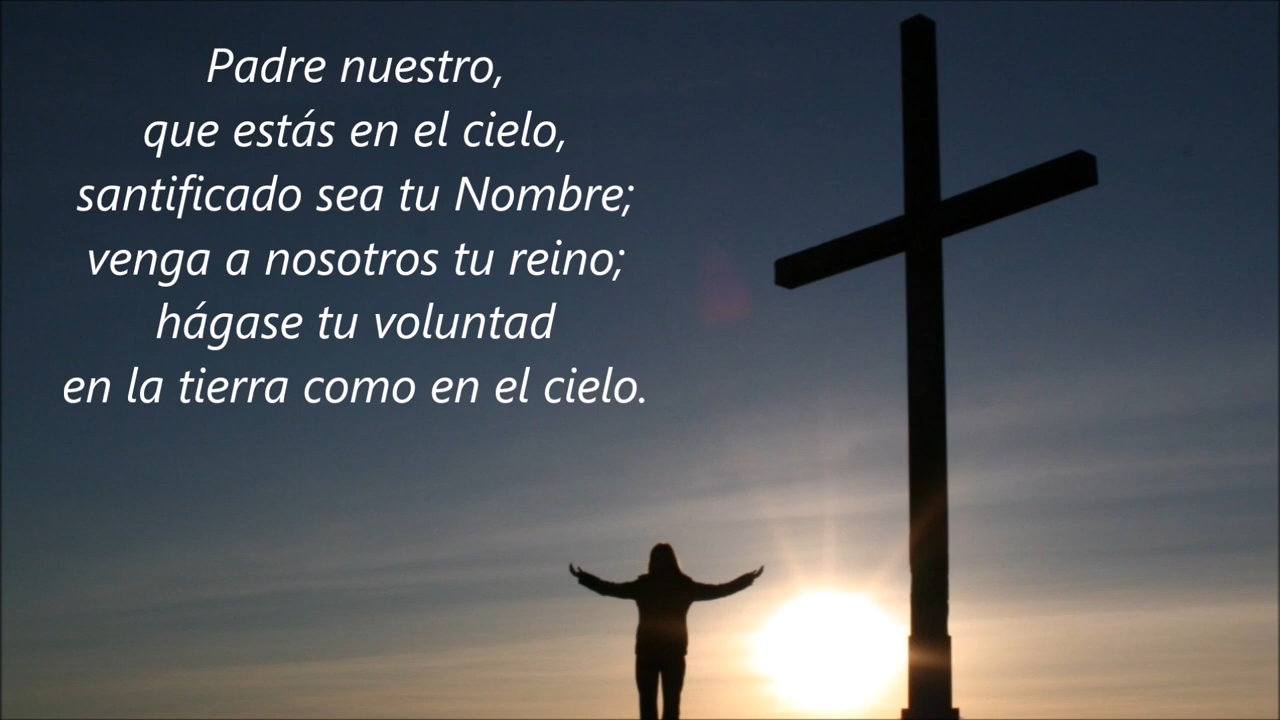 Padre nuestro,
que estás en el cielo,
santificado sea tu Nombre;
venga a nosotros tu reino;
hágase tu voluntad
en la tierra como en el cielo.